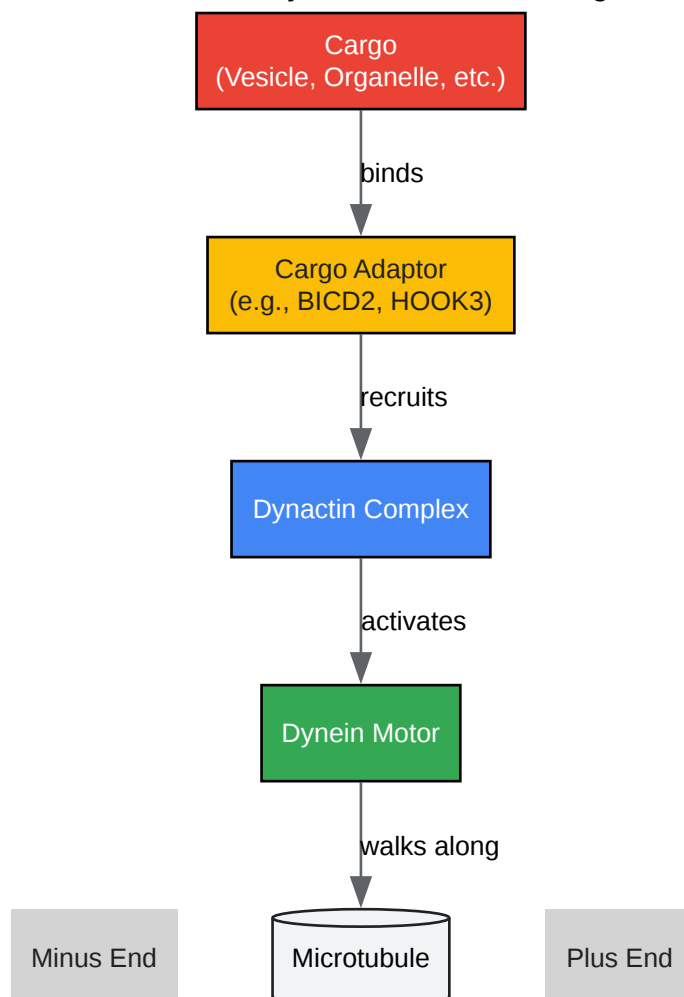 Cargo
(Vesicle, Organelle, etc.)
binds
Cargo Adaptor
(e.g., BICD2, HOOK3)
recruits
Dynactin Complex
activates
Dynein Motor
walks along
Minus End
Microtubule
Plus End